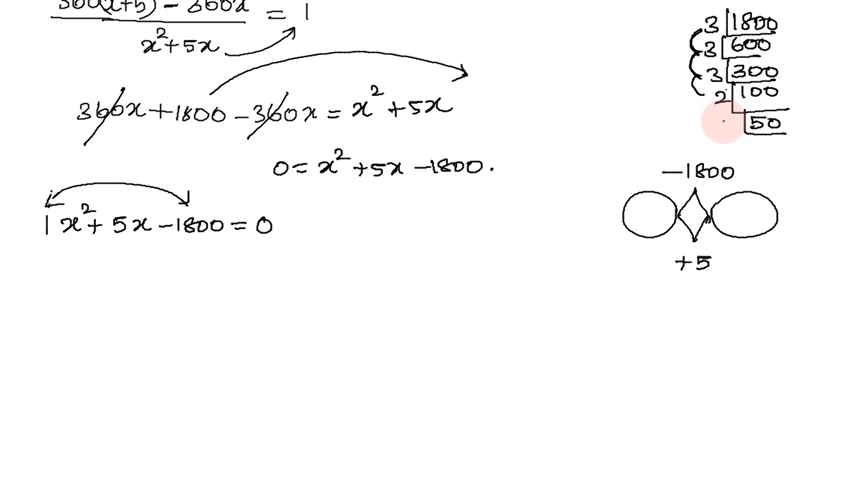 360(x+5) - 360x / x²+5x = 1
360x + 1800 - 360x = x² + 5x
0 = x² + 5x - 1800.
1x² + 5x - 1800 = 0
3 | 1800
3 | 600
3 | 300
2 | 100
50
-1800
+5